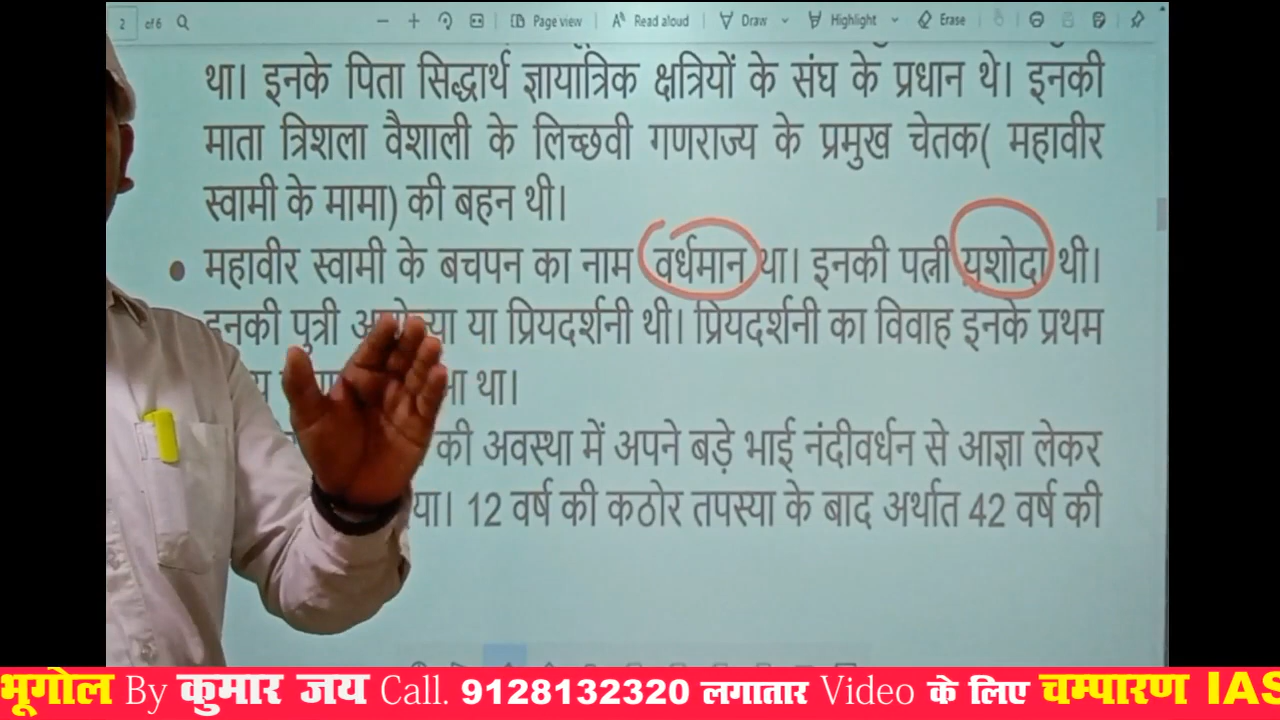 2 of 6 Page view Read aloud Draw Highlight Erase
था। इनके पिता सिद्धार्थ ज्ञायांत्रिक क्षत्रियों के संघ के प्रधान थे। इनकी
माता त्रिशला वैशाली के लिच्छवी गणराज्य के प्रमुख चेतक( महावीर
स्वामी के मामा) की बहन थी।
महावीर स्वामी के बचपन का नाम वर्धमान था। इनकी पत्नी यशोदा थी।
इनकी पुत्री या प्रियदर्शनी थी। प्रियदर्शनी का विवाह इनके प्रथम
था।
की अवस्था में अपने बड़े भाई नंदीवर्धन से आज्ञा लेकर
12 वर्ष की कठोर तपस्या के बाद अर्थात 42 वर्ष की
भूगोल By कुमार जय Call. 9128132320 लगातार Video के लिए चम्पारण IAS